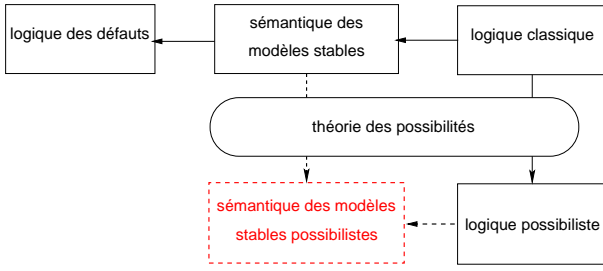 logique des défauts
sémantique des
modèles stables
logique classique
théorie des possibilités
sémantique des modèles
stables possibilistes
logique possibiliste